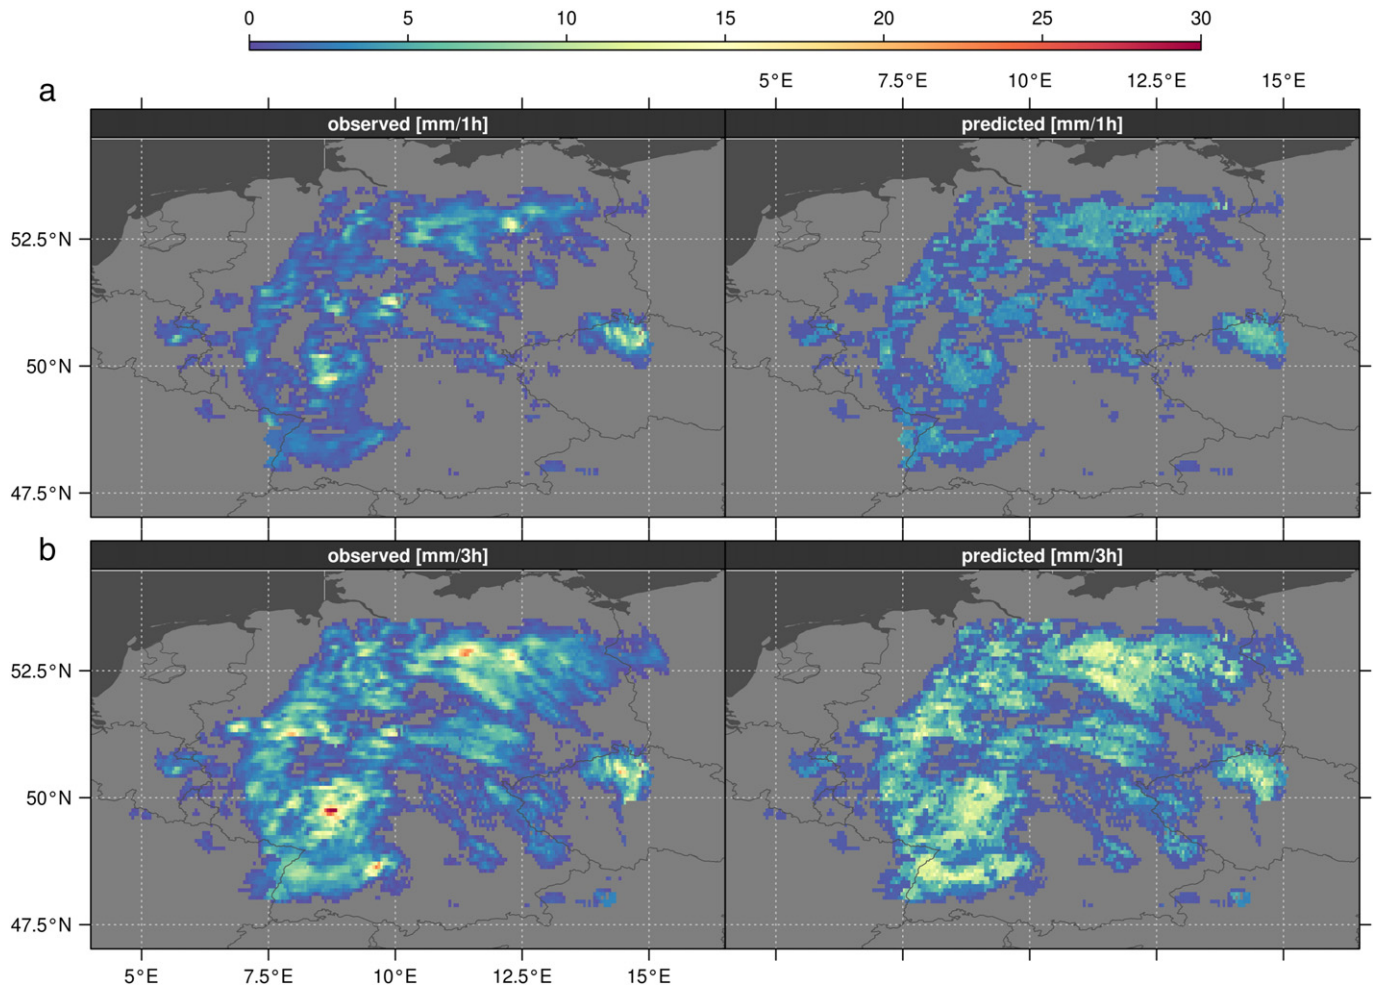 0 5 10 15 20 25 30
5°E 7.5°E 10°E 12.5°E 15°E
a
observed [mm/1h] predicted [mm/1h]
52.5°N
50°N
47.5°N
b
observed [mm/3h] predicted [mm/3h]
52.5°N
50°N
47.5°N
5°E 7.5°E 10°E 12.5°E 15°E